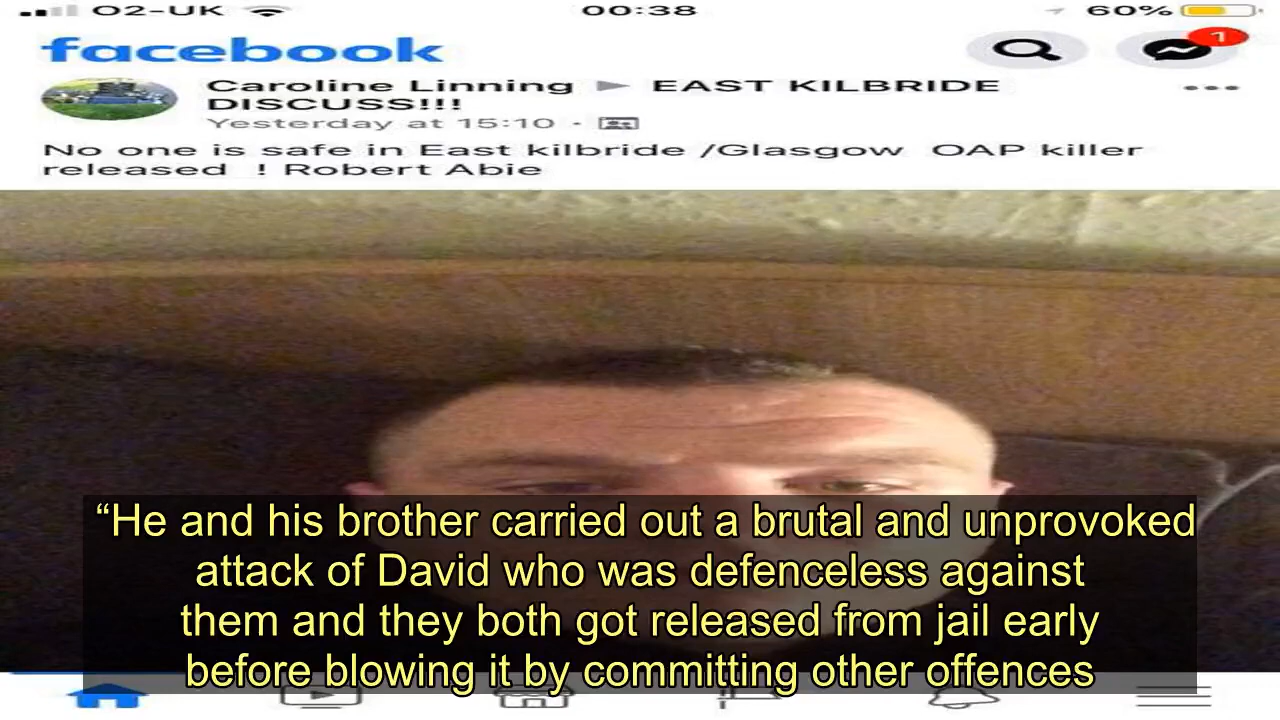 O2-UK 00:38 60%
facebook
1
Caroline Linning ▶ EAST KILBRIDE
DISCUSS!!!
Yesterday at 15:10 ·
No one is safe in East kilbride /Glasgow OAP killer
released ! Robert Abie
“He and his brother carried out a brutal and unprovoked
attack of David who was defenceless against
them and they both got released from jail early
before blowing it by committing other offences